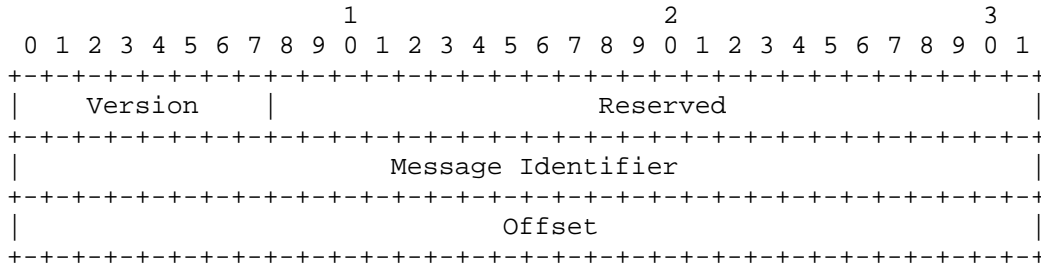 1                   2                   3
 0 1 2 3 4 5 6 7 8 9 0 1 2 3 4 5 6 7 8 9 0 1 2 3 4 5 6 7 8 9 0 1
+-+-+-+-+-+-+-+-+-+-+-+-+-+-+-+-+-+-+-+-+-+-+-+-+-+-+-+-+-+-+-+-+
|    Version    |                    Reserved                   |
+-+-+-+-+-+-+-+-+-+-+-+-+-+-+-+-+-+-+-+-+-+-+-+-+-+-+-+-+-+-+-+-+
|                       Message Identifier                      |
+-+-+-+-+-+-+-+-+-+-+-+-+-+-+-+-+-+-+-+-+-+-+-+-+-+-+-+-+-+-+-+-+
|                              Offset                           |
+-+-+-+-+-+-+-+-+-+-+-+-+-+-+-+-+-+-+-+-+-+-+-+-+-+-+-+-+-+-+-+-+